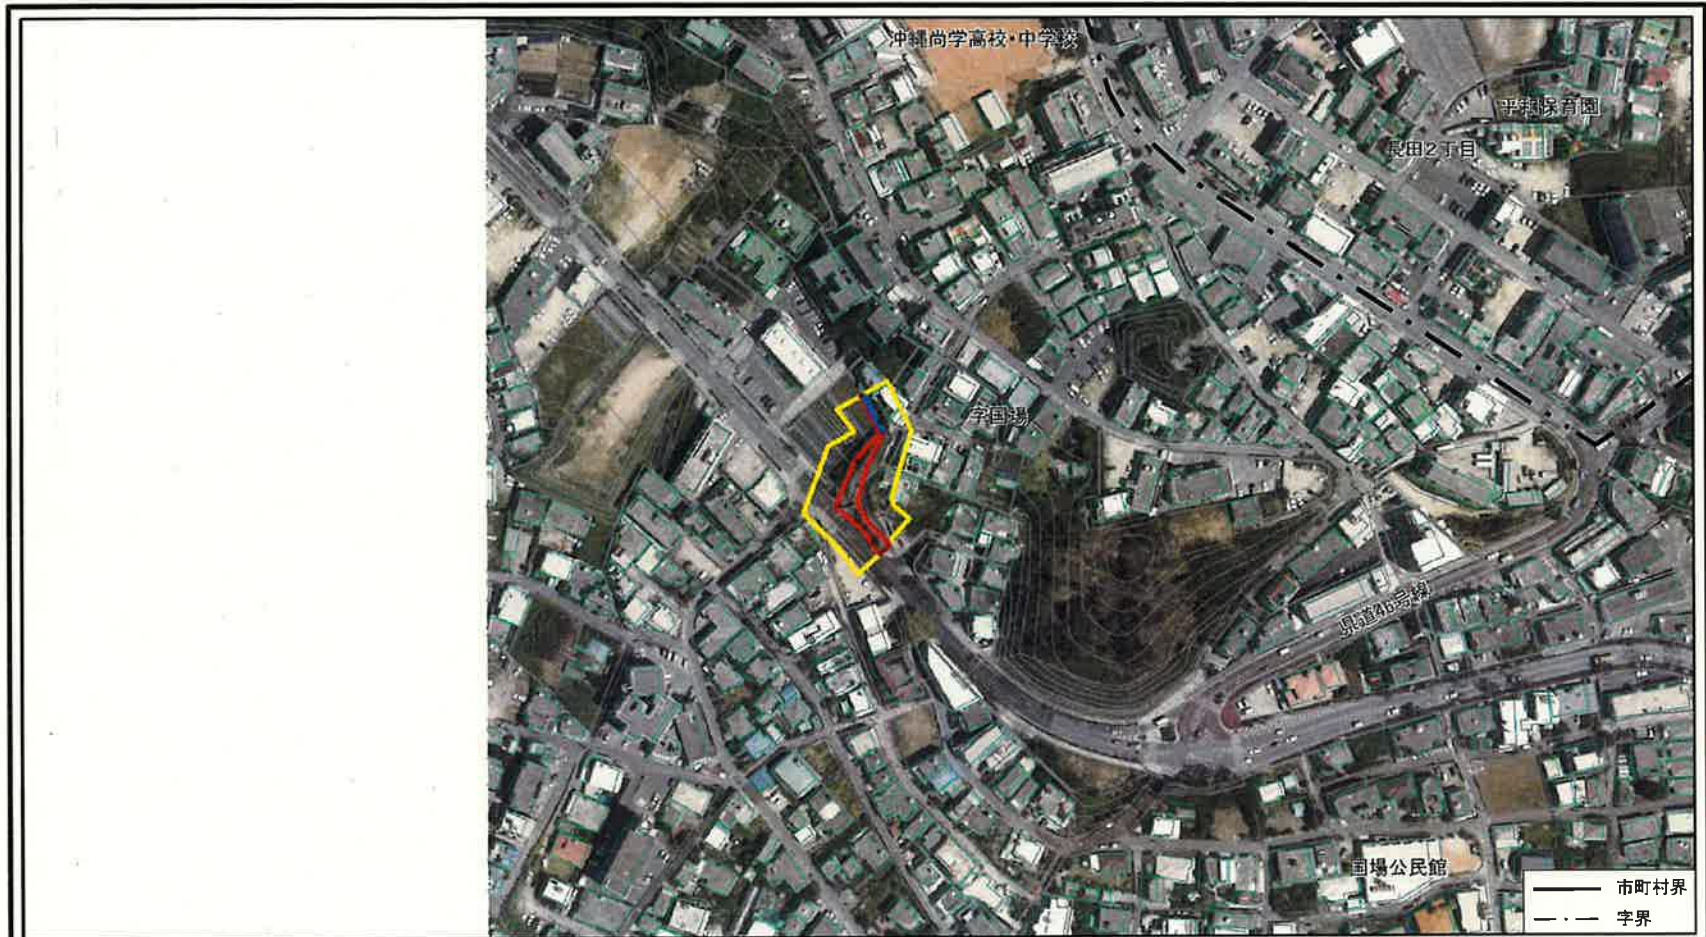 沖縄尚学高校・中学校
平和保育園
長田2丁目
字国場
県道46号線
国場公民館
市町村界
字界